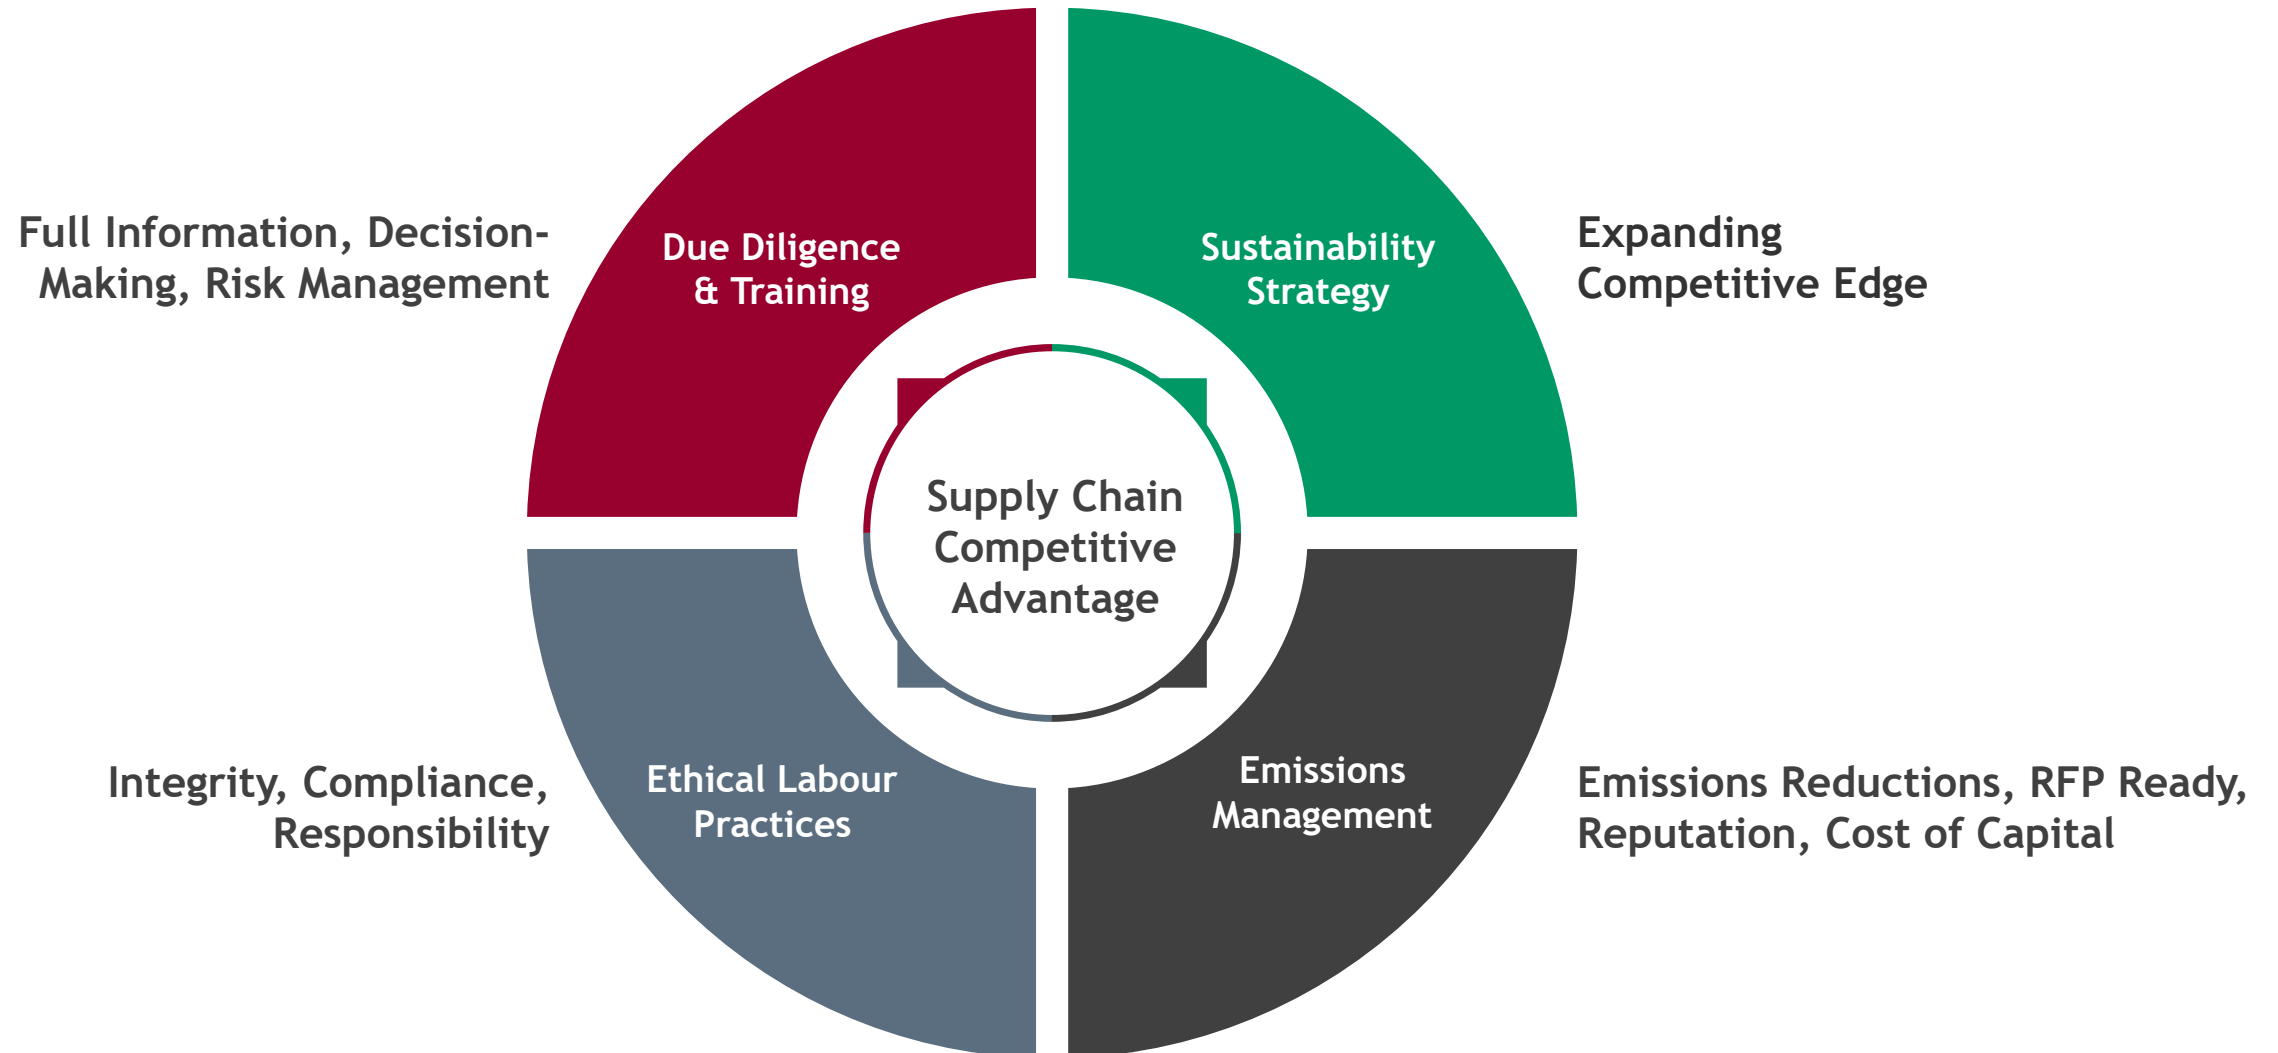 Full Information, Decision-
Making, Risk Management
Due Diligence
& Training
Sustainability
Strategy
Expanding
Competitive Edge
Supply Chain
Competitive
Advantage
Integrity, Compliance,
Responsibility
Ethical Labour
Practices
Emissions
Management
Emissions Reductions, RFP Ready,
Reputation, Cost of Capital